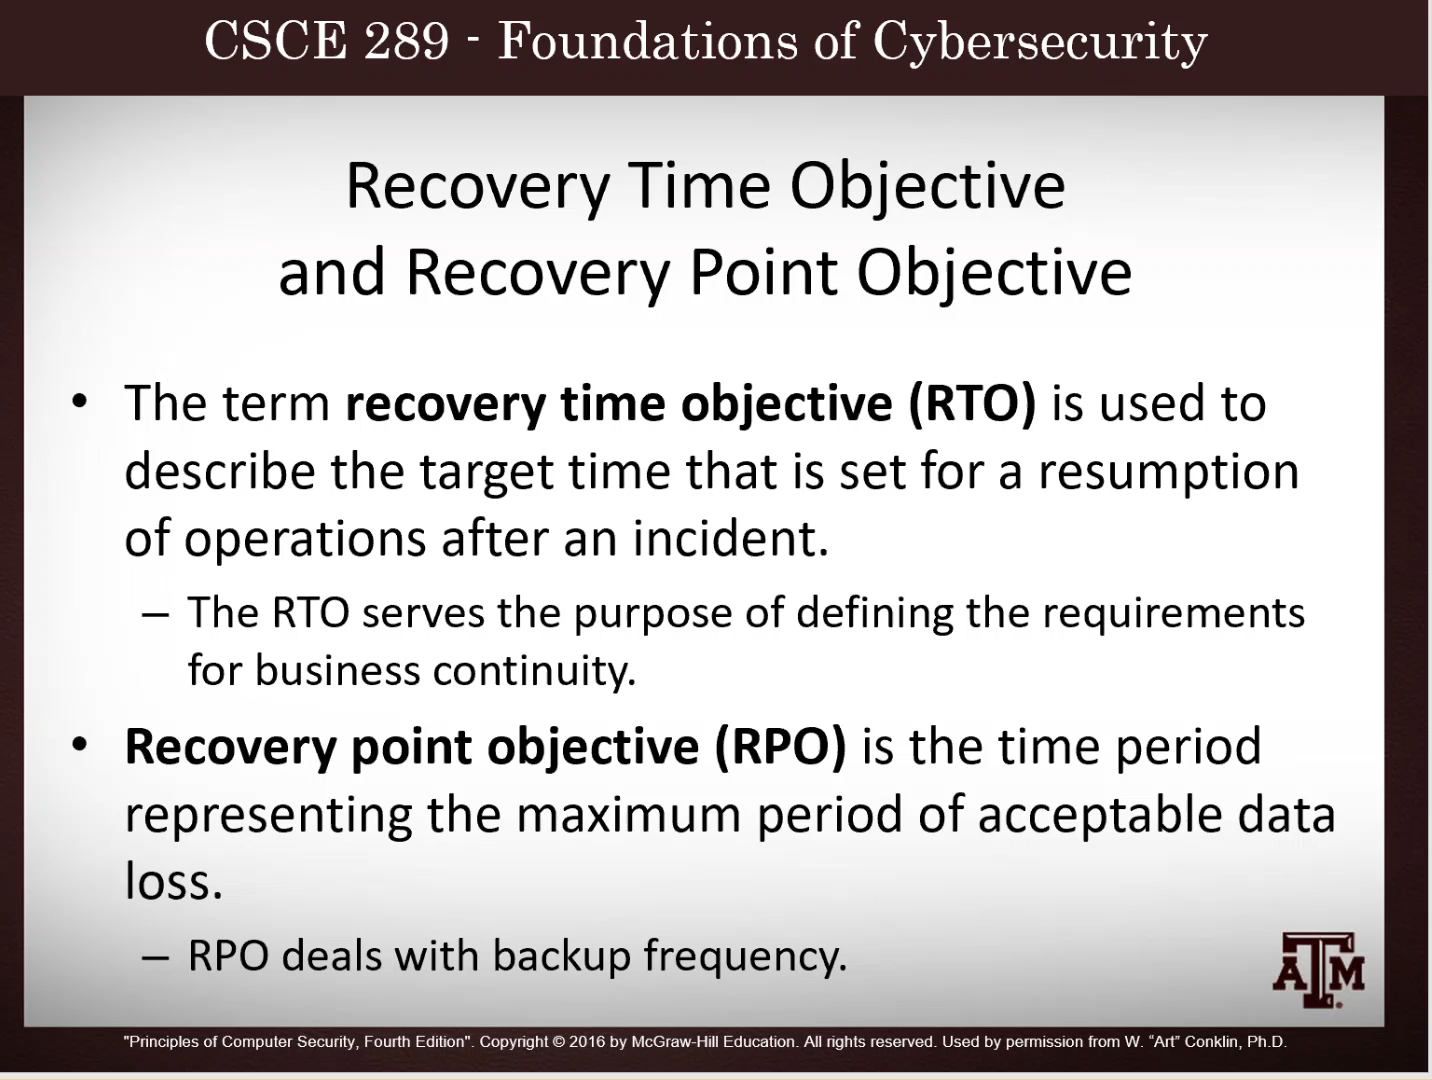 CSCE 289 - Foundations of Cybersecurity
Recovery Time Objective
and Recovery Point Objective
• The term recovery time objective (RTO) is used to
describe the target time that is set for a resumption
of operations after an incident.
– The RTO serves the purpose of defining the requirements
for business continuity.
• Recovery point objective (RPO) is the time period
representing the maximum period of acceptable data
loss.
– RPO deals with backup frequency.
ATM
"Principles of Computer Security, Fourth Edition". Copyright © 2016 by McGraw-Hill Education. All rights reserved. Used by permission from W. “Art” Conklin, Ph.D.